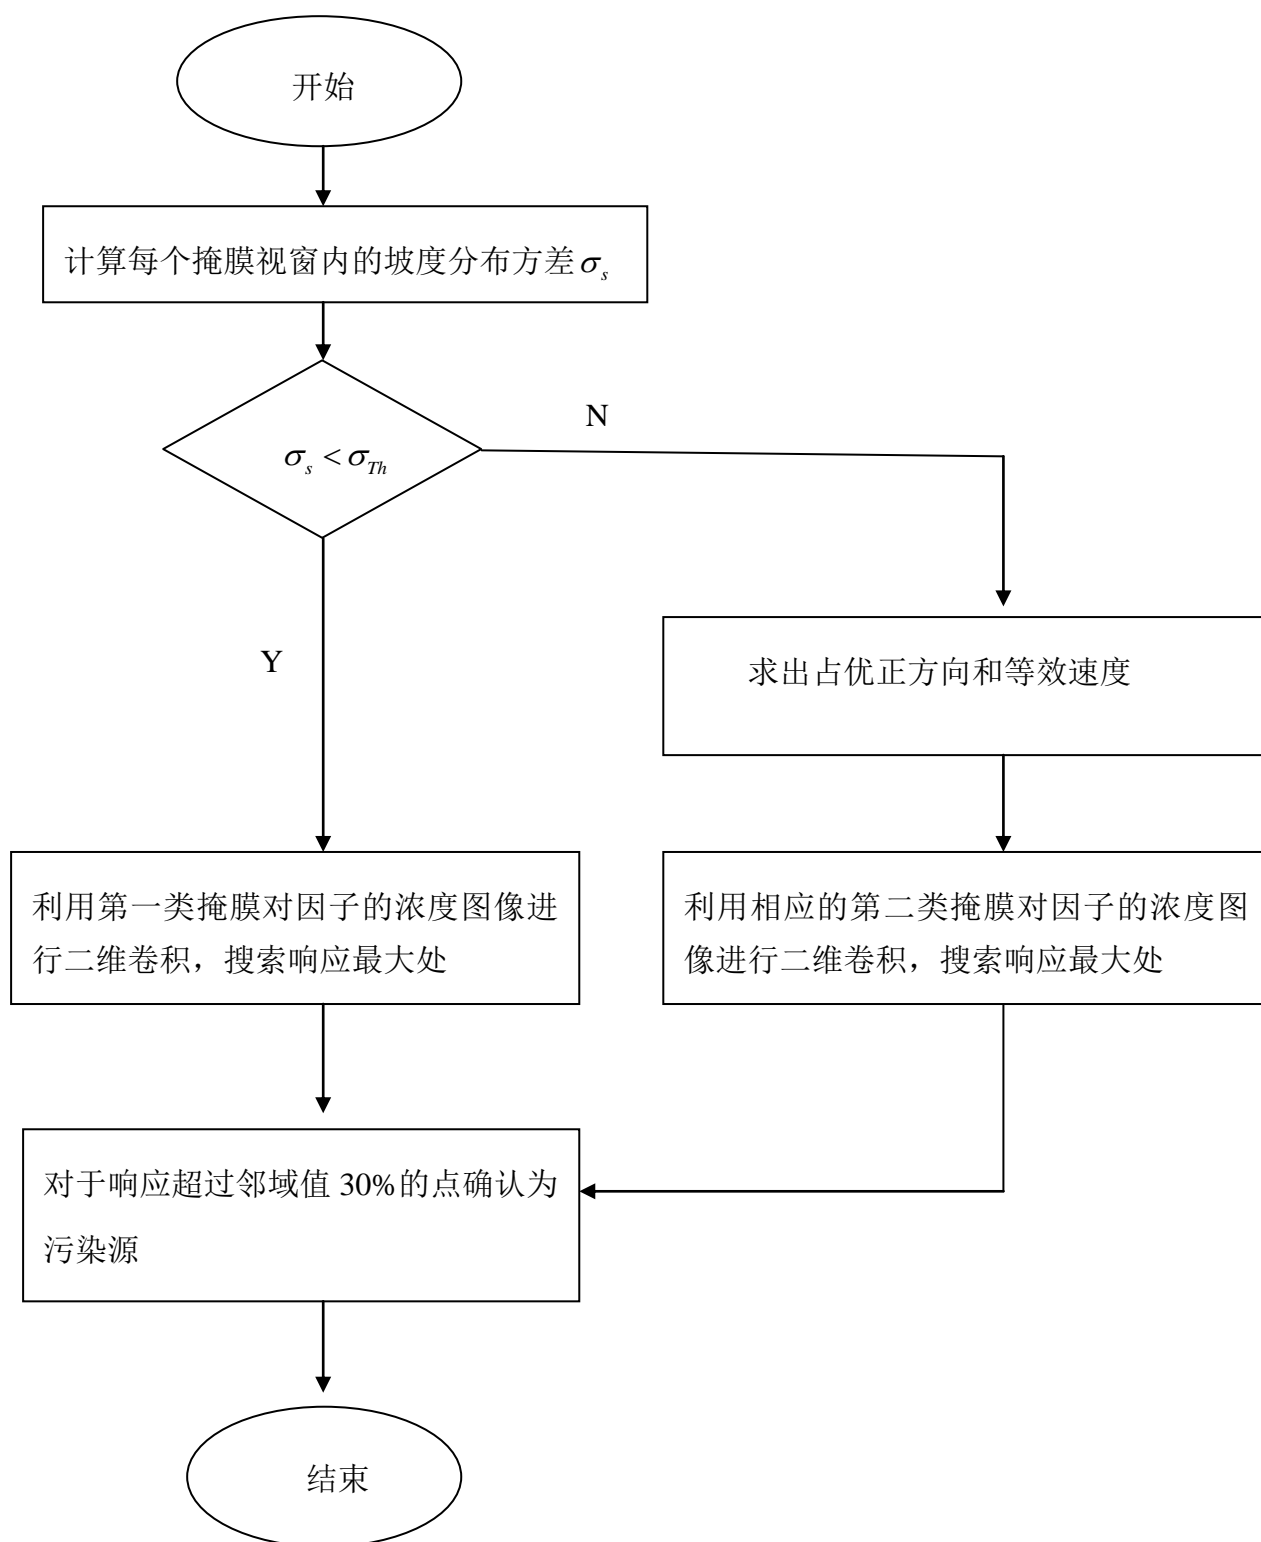 开始
计算每个掩膜视窗内的坡度分布方差σs
N
σs < σTh
Y
求出占优正方向和等效速度
利用第一类掩膜对因子的浓度图像进
行二维卷积，搜索响应最大处
利用相应的第二类掩膜对因子的浓度图
像进行二维卷积，搜索响应最大处
对于响应超过邻域值 30%的点确认为
污染源
结束